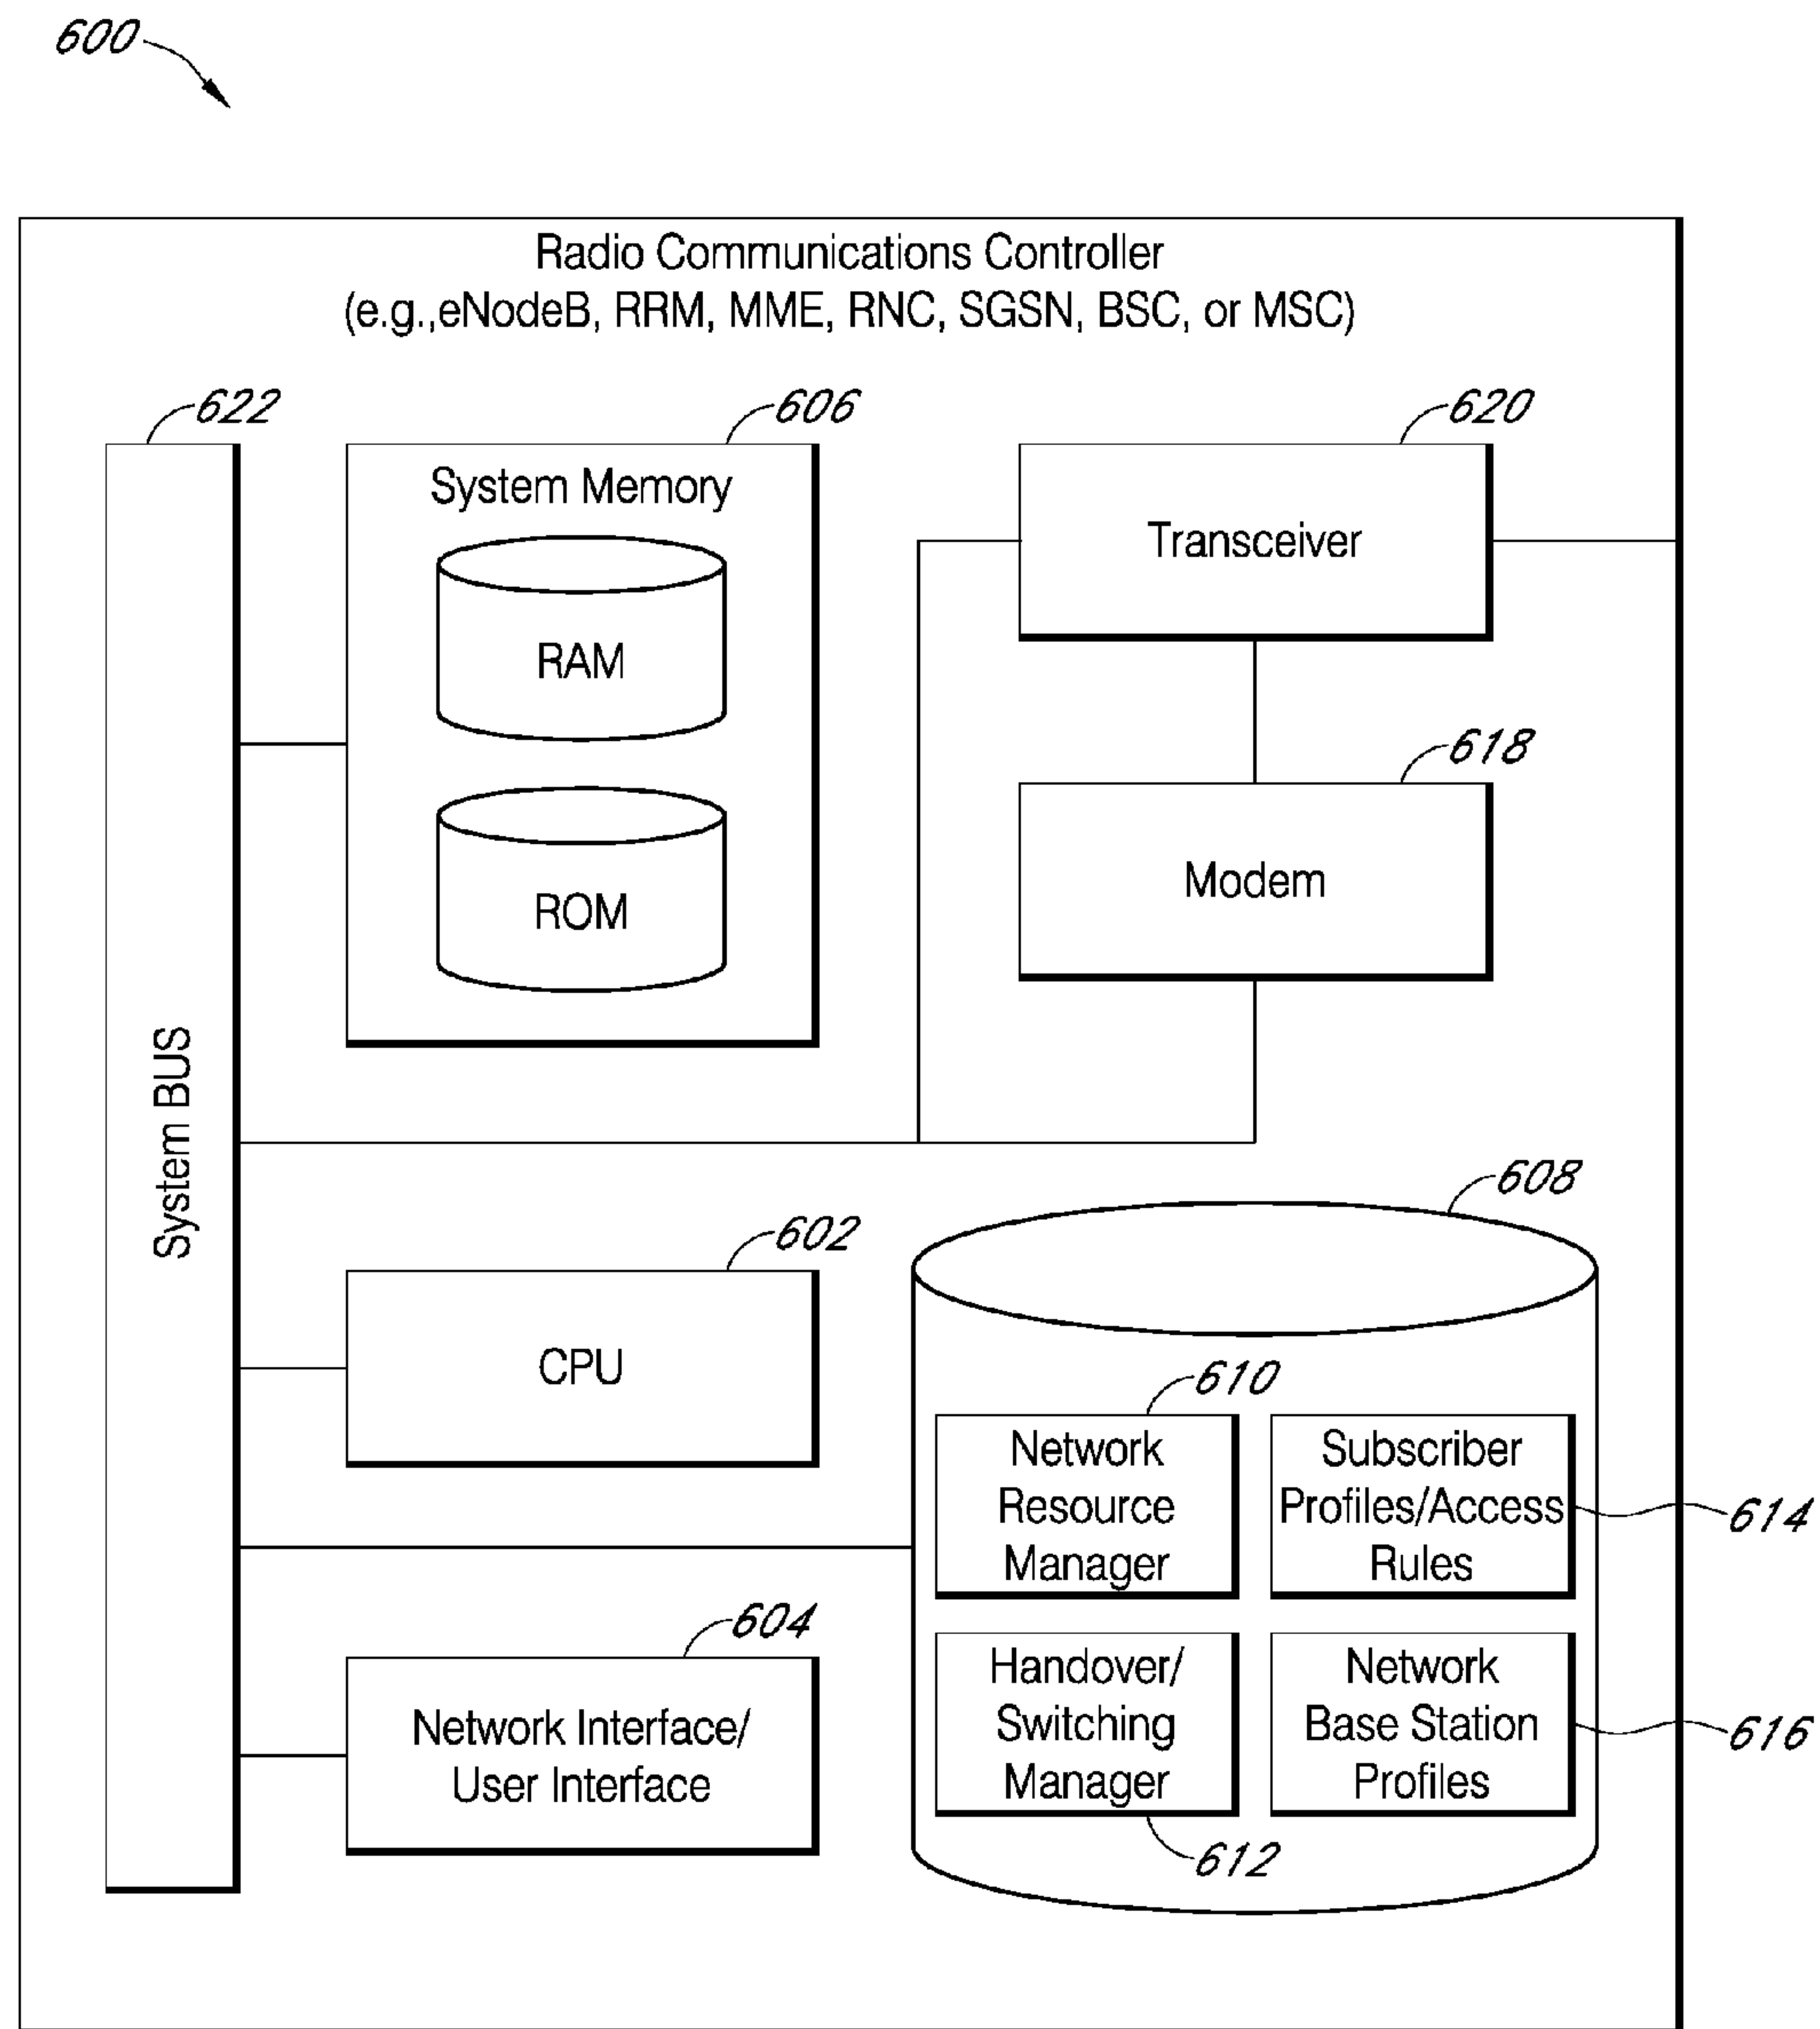 600
Radio Communications Controller
(e.g.,eNodeB, RRM, MME, RNC, SGSN, BSC, or MSC)
622
606
620
System Memory
Transceiver
RAM
618
Modem
ROM
System BUS
608
602
CPU
610
Network
Resource
Manager
Subscriber
Profiles/Access
Rules
614
604
Network Interface/
User Interface
Handover/
Switching
Manager
Network
Base Station
Profiles
616
612